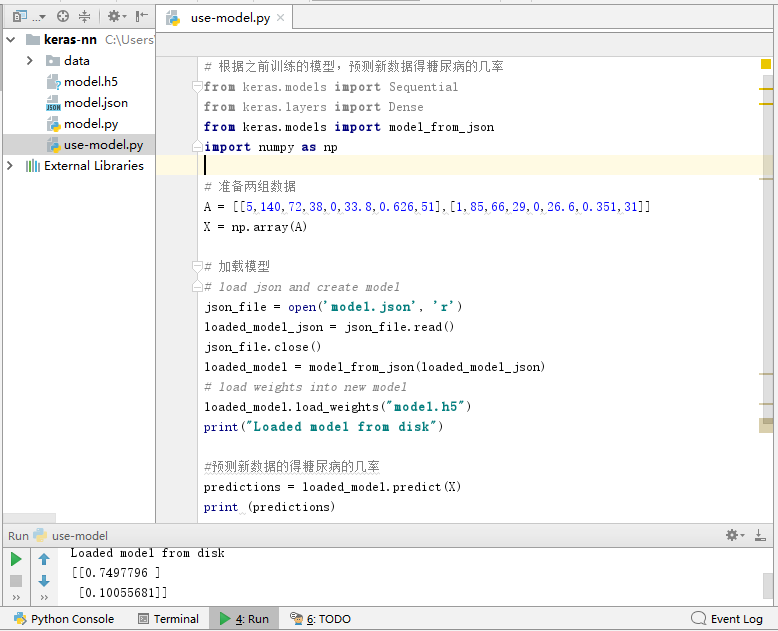 ...
use-model.py
keras-nn C:\Users
data
model.h5
model.json
model.py
use-model.py
External Libraries
# 根据之前训练的模型，预测新数据得糖尿病的几率
from keras.models import Sequential
from keras.layers import Dense
from keras.models import model_from_json
import numpy as np
# 准备两组数据
A = [[5,140,72,38,0,33.8,0.626,51],[1,85,66,29,0,26.6,0.351,31]]
X = np.array(A)
# 加载模型
# load json and create model
json_file = open('model.json', 'r')
loaded_model_json = json_file.read()
json_file.close()
loaded_model = model_from_json(loaded_model_json)
# load weights into new model
loaded_model.load_weights("model.h5")
print("Loaded model from disk")
#预测新数据的得糖尿病的几率
predictions = loaded_model.predict(X)
print (predictions)
Run use-model
Loaded model from disk
[[0.7497796 ]
[0.10055681]]
Python Console Terminal 4: Run 6: TODO Event Log